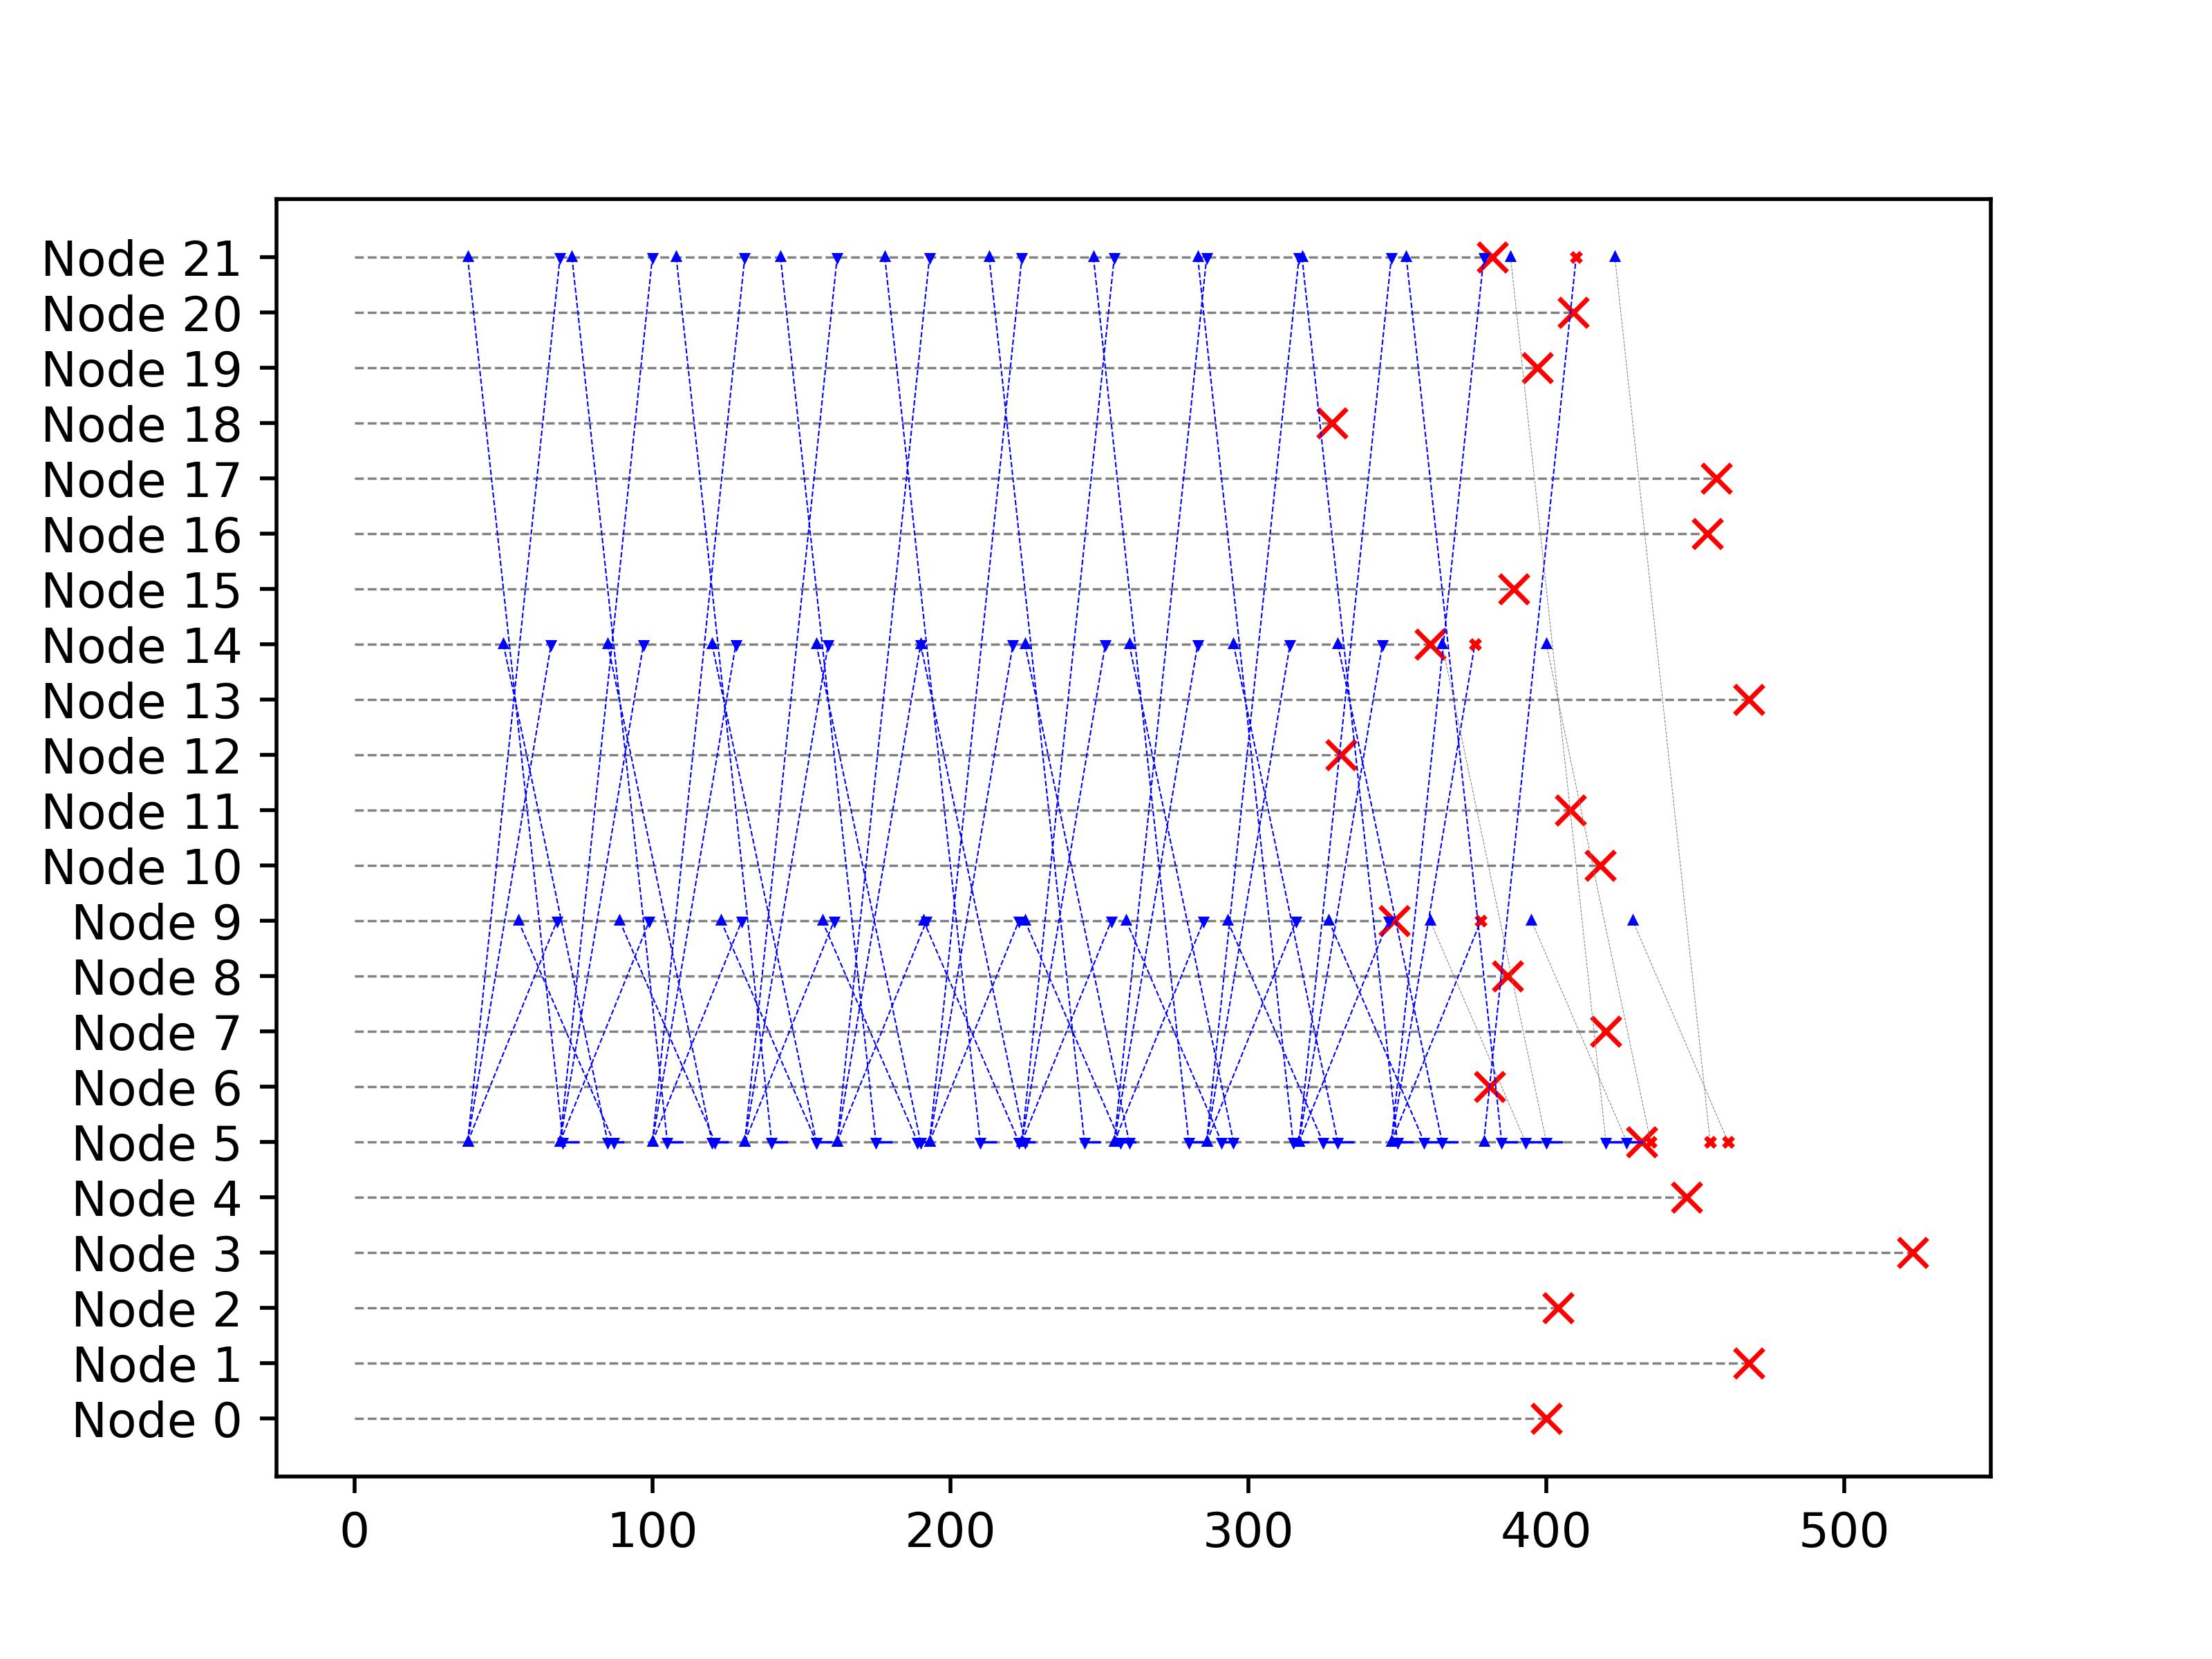 Node 21
Node 20
Node 19
Node 18
Node 17
Node 16
Node 15
Node 14
Node 13
Node 12
Node 11
Node 10
Node 9
Node 8
Node 7
Node 6
Node 5
Node 4
Node 3
Node 2
Node 1
Node 0
0 100 200 300 400 500